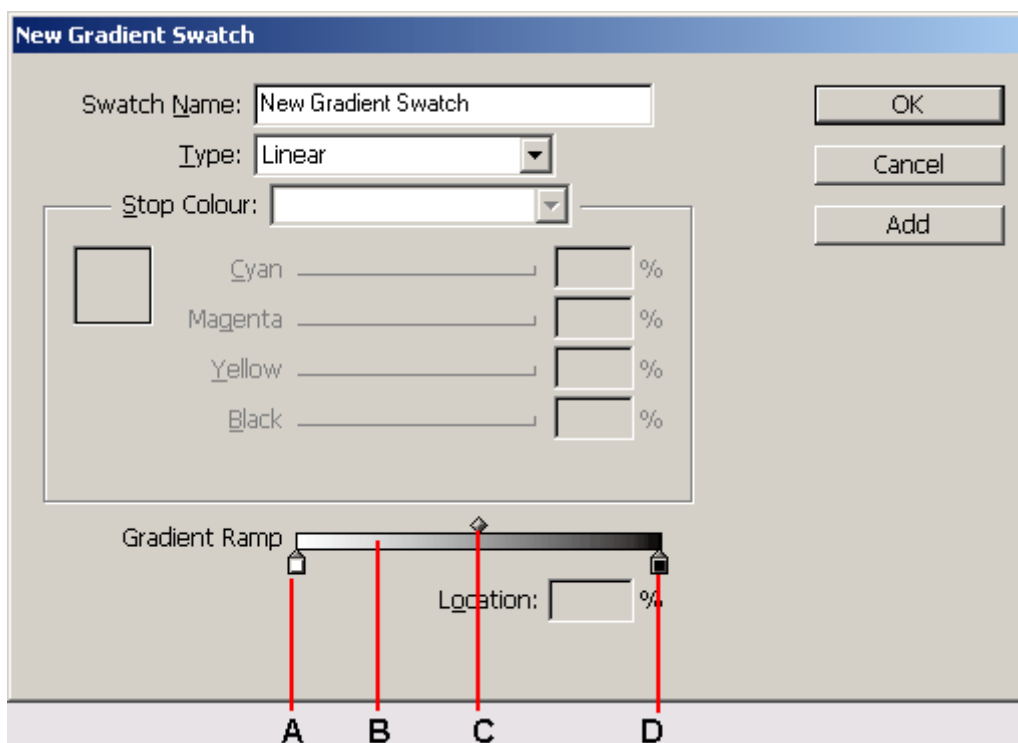 New Gradient Swatch
Swatch Name: New Gradient Swatch
OK
Type: Linear
Cancel
Stop Colour:
Add
Cyan %
Magenta %
Yellow %
Black %
Gradient Ramp
Location: %
A B C D